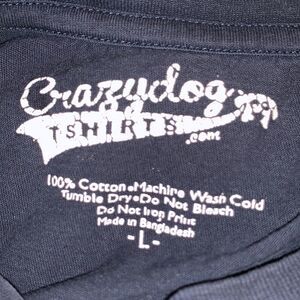 Crazydog
TSHIRTS
.com
100% Cotton•Machine Wash Cold
Tumble Dry•Do Not Bleach
Do Not Iron Print
Made in Bangladesh
-L-